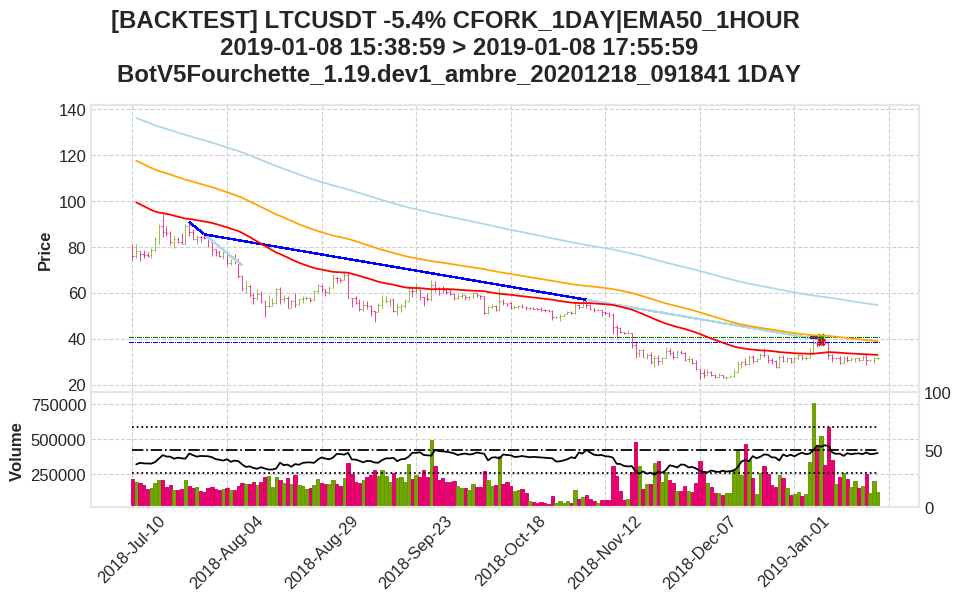 [BACKTEST] LTCUSDT -5.4% CFORK_1DAY|EMA50_1HOUR
2019-01-08 15:38:59 > 2019-01-08 17:55:59
BotV5Fourchette_1.19.dev1_ambre_20201218_091841 1DAY
140
120
100
80
60
40
20
Price
100
50
0
750000
500000
250000
Volume
2018-Jul-10
2018-Aug-04
2018-Aug-29
2018-Sep-23
2018-Oct-18
2018-Nov-12
2018-Dec-07
2019-Jan-01